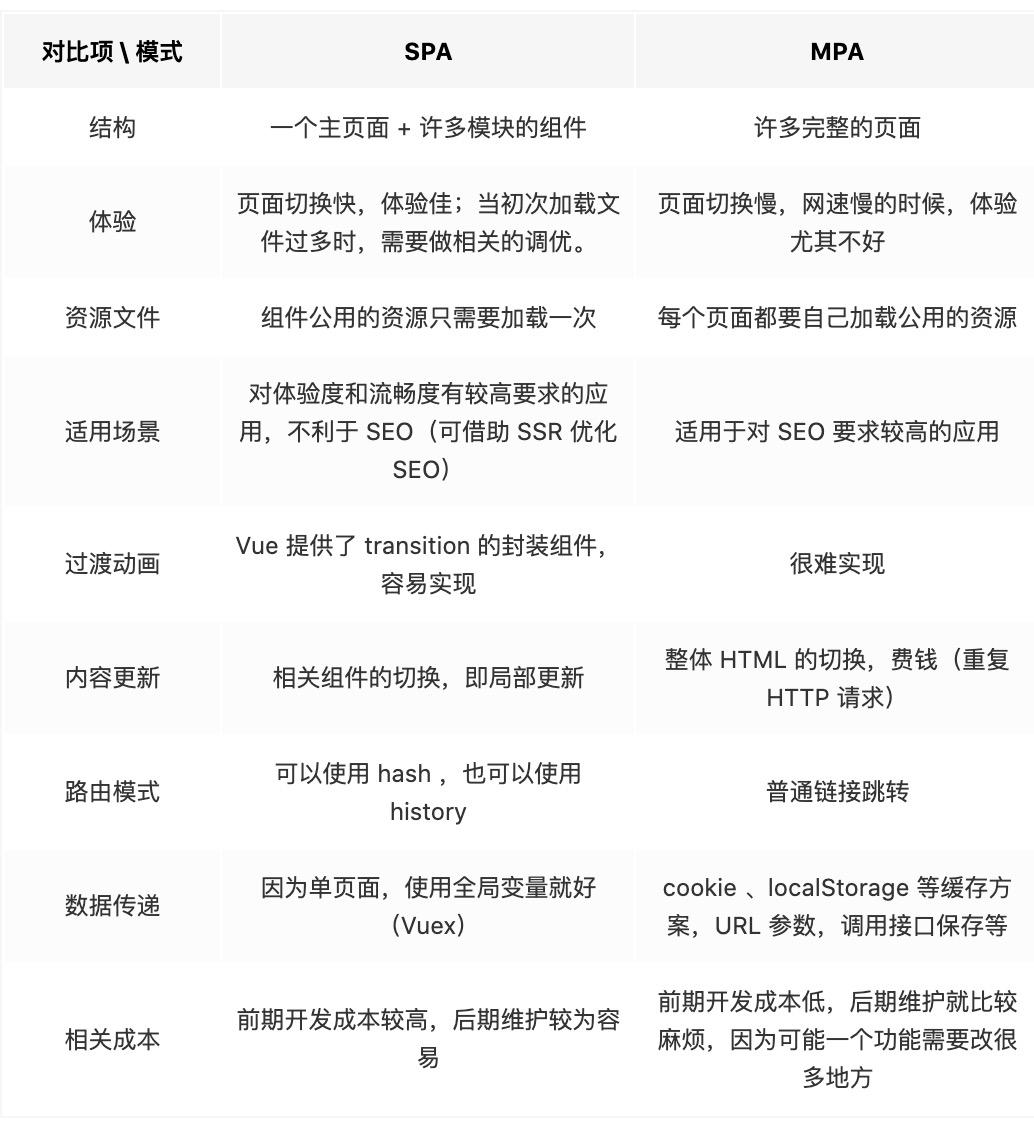 对比项 \ 模式
SPA
MPA
结构
一个主页面 + 许多模块的组件
许多完整的页面
体验
页面切换快，体验佳；当初次加载文
件过多时，需要做相关的调优。
页面切换慢，网速慢的时候，体验
尤其不好
资源文件
组件公用的资源只需要加载一次
每个页面都要自己加载公用的资源
适用场景
对体验度和流畅度有较高要求的应
用，不利于 SEO（可借助 SSR 优化
SEO）
适用于对 SEO 要求较高的应用
过渡动画
Vue 提供了 transition 的封装组件，
容易实现
很难实现
内容更新
相关组件的切换，即局部更新
整体 HTML 的切换，费钱（重复
HTTP 请求）
路由模式
可以使用 hash ，也可以使用
history
普通链接跳转
数据传递
因为单页面，使用全局变量就好
（Vuex）
cookie 、localStorage 等缓存方
案，URL 参数，调用接口保存等
相关成本
前期开发成本较高，后期维护较为容
易
前期开发成本低，后期维护就比较
麻烦，因为可能一个功能需要改很
多地方